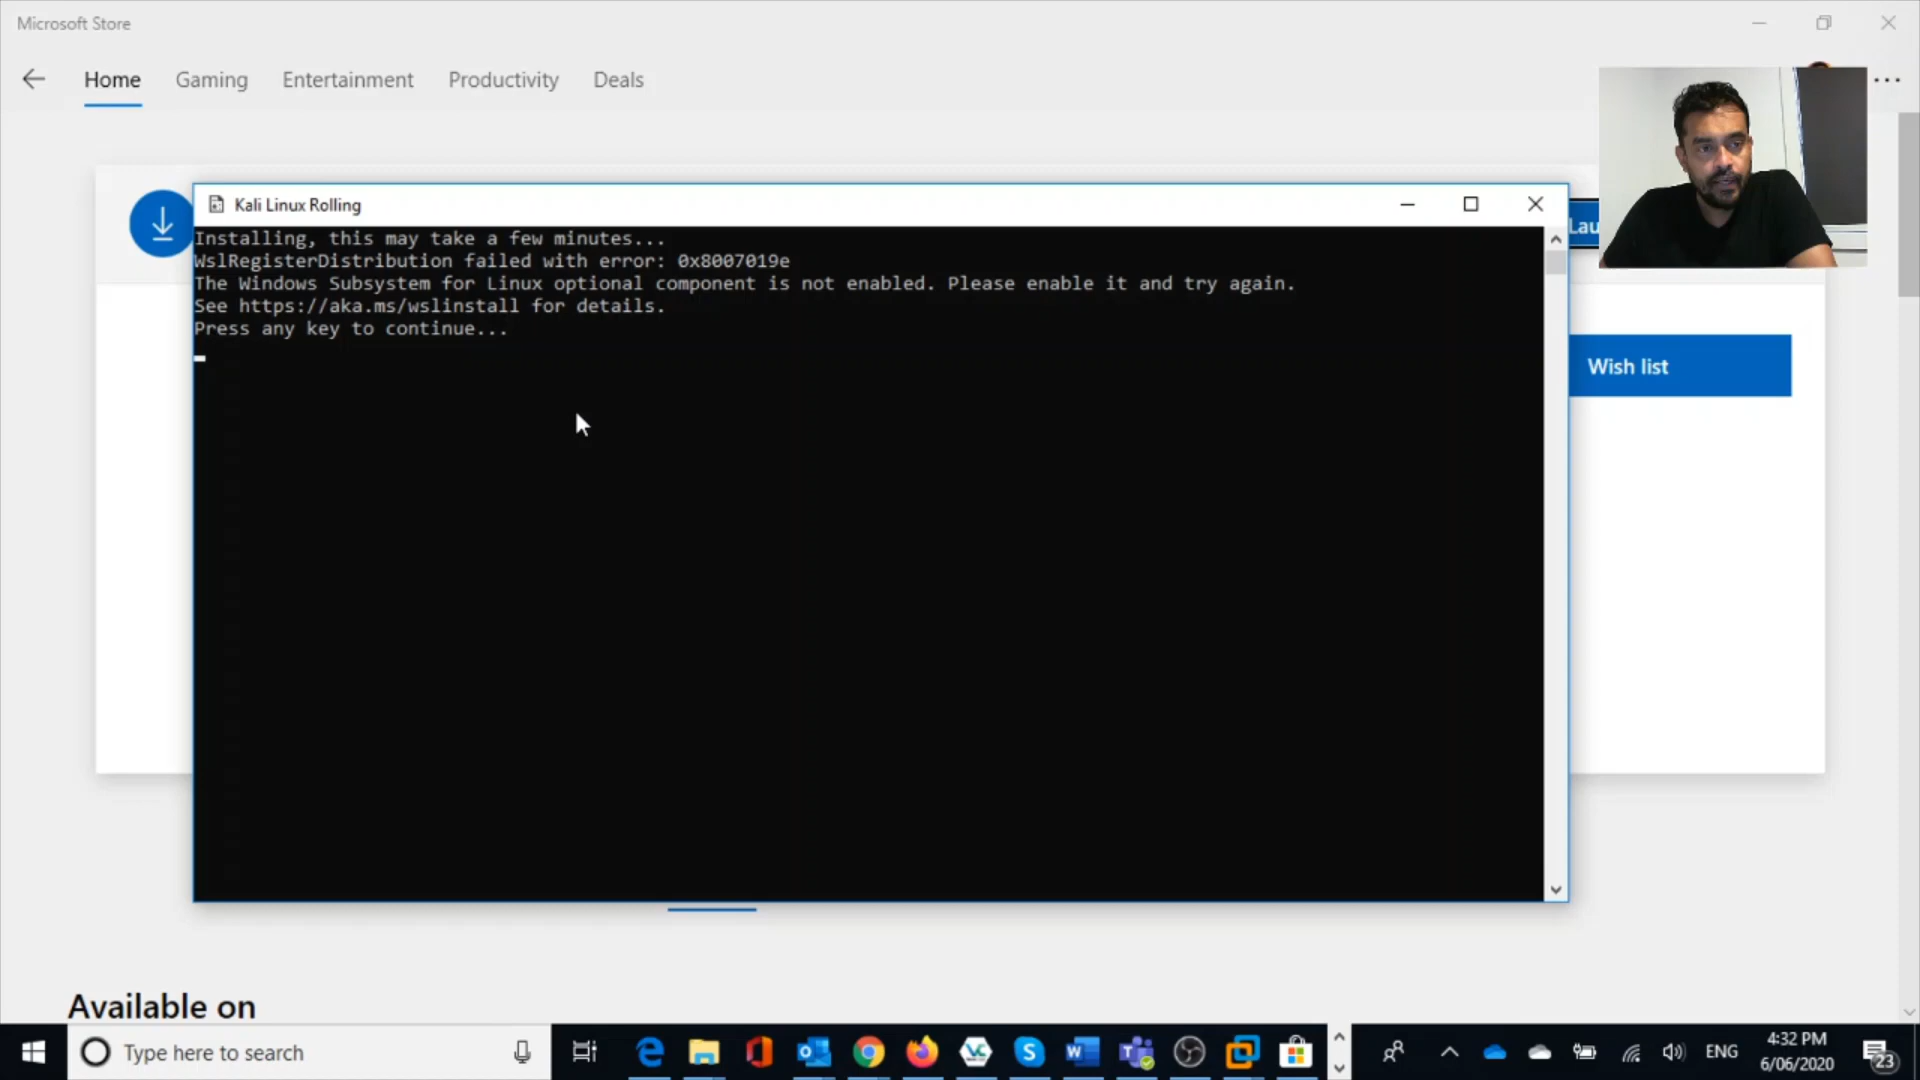 Microsoft Store
Home Gaming Entertainment Productivity Deals
Kali Linux Rolling
Lau
Installing, this may take a few minutes...
WslRegisterDistribution failed with error: 0x8007019e
The Windows Subsystem for Linux optional component is not enabled. Please enable it and try again.
See https://aka.ms/wslinstall for details.
Press any key to continue...
Wish list
Available on
Type here to search
ENG
4:32 PM
6/06/2020
23